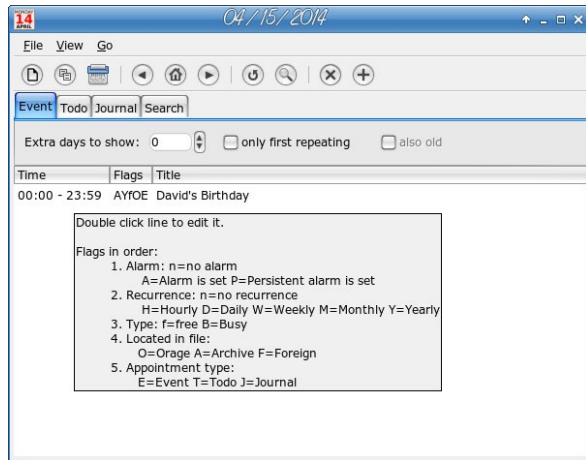 MONDAY
14
APRIL
04/15/2014
File View Go
Event Todo Journal Search
Extra days to show: 0 only first repeating also old
Time Flags Title
00:00 - 23:59 AYfOE David's Birthday
Double click line to edit it.
Flags in order:
1. Alarm: n=no alarm
A=Alarm is set P=Persistent alarm is set
2. Recurrence: n=no recurrence
H=Hourly D=Daily W=Weekly M=Monthly Y=Yearly
3. Type: f=free B=Busy
4. Located in file:
O=Orage A=Archive F=Foreign
5. Appointment type:
E=Event T=Todo J=Journal